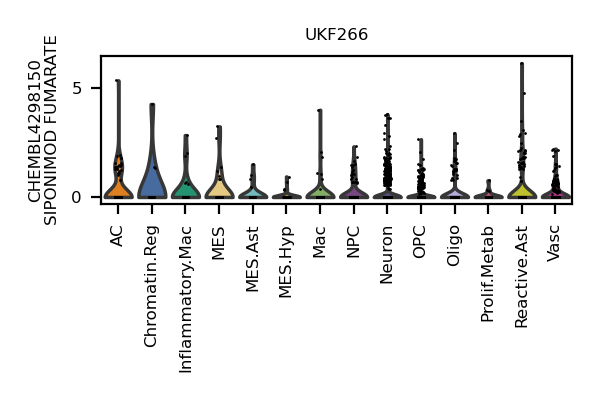 UKF266
CHEMBL4298150
SIPONIMOD FUMARATE
5
0
AC
Chromatin.Reg
Inflammatory.Mac
MES
MES.Ast
MES.Hyp
Mac
NPC
Neuron
OPC
Oligo
Prolif.Metab
Reactive.Ast
Vasc